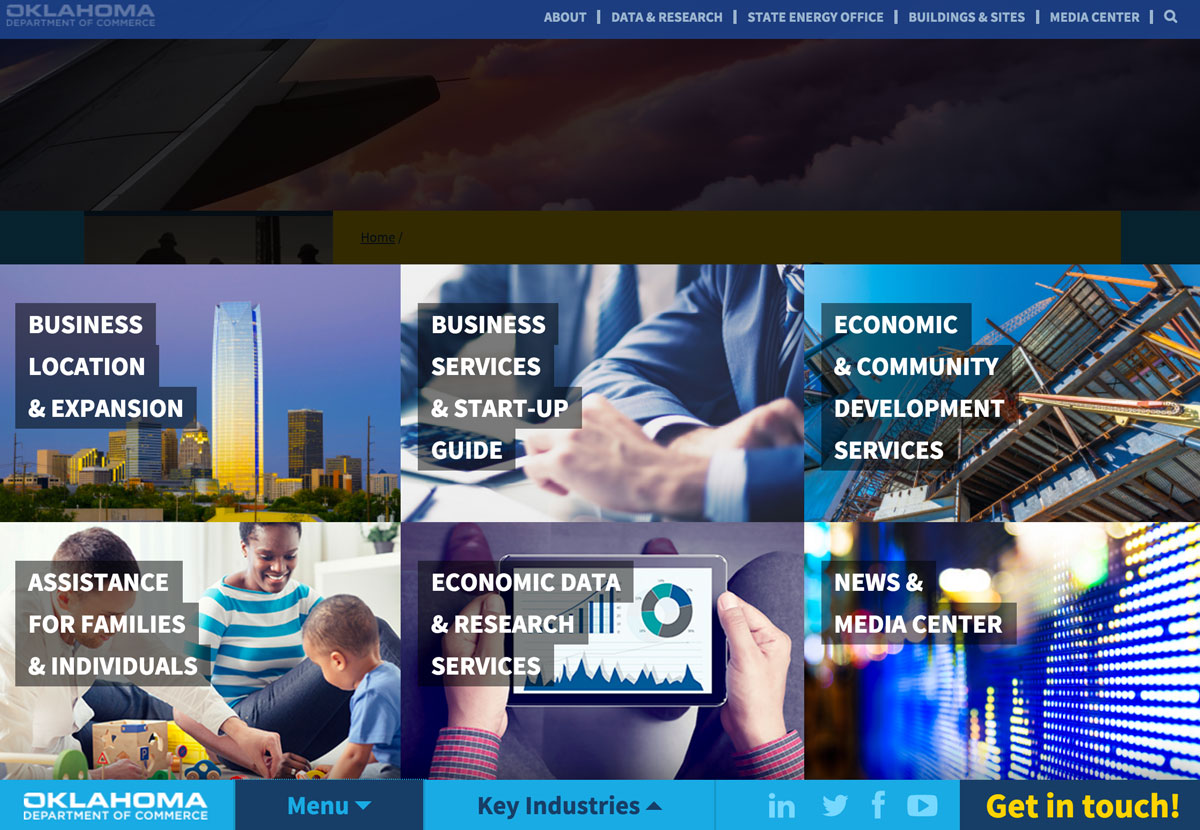 OKLAHOMA
DEPARTMENT OF COMMERCE
ABOUT | DATA & RESEARCH | STATE ENERGY OFFICE | BUILDINGS & SITES | MEDIA CENTER |
Home /
BUSINESS
LOCATION
& EXPANSION
BUSINESS
SERVICES
& START-UP
GUIDE
ECONOMIC
& COMMUNITY
DEVELOPMENT
SERVICES
ASSISTANCE
FOR FAMILIES
& INDIVIDUALS
ECONOMIC DATA
& RESEARCH
SERVICES
NEWS &
MEDIA CENTER
OKLAHOMA
DEPARTMENT OF COMMERCE
Menu
Key Industries
Get in touch!